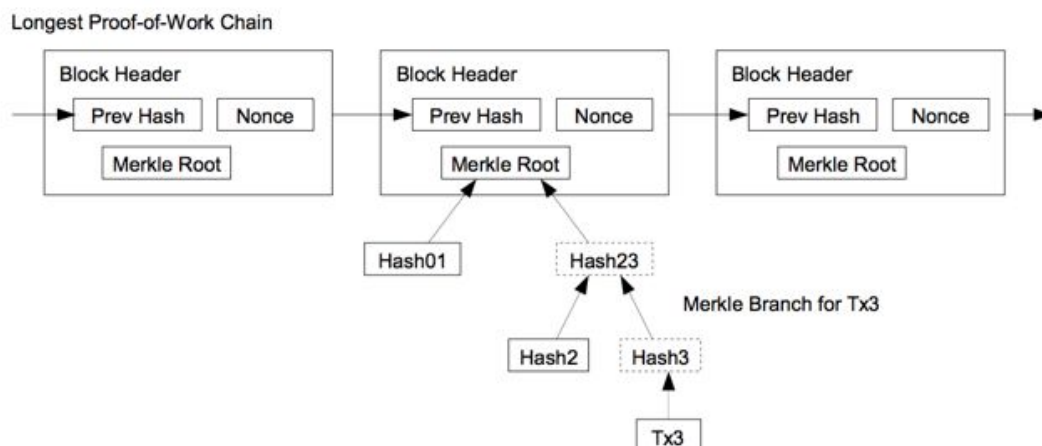 Longest Proof-of-Work Chain
Block Header
Block Header
Block Header
Prev Hash
Nonce
Prev Hash
Nonce
Prev Hash
Nonce
Merkle Root
Merkle Root
Merkle Root
Hash01
Hash23
Merkle Branch for Tx3
Hash2
Hash3
Tx3